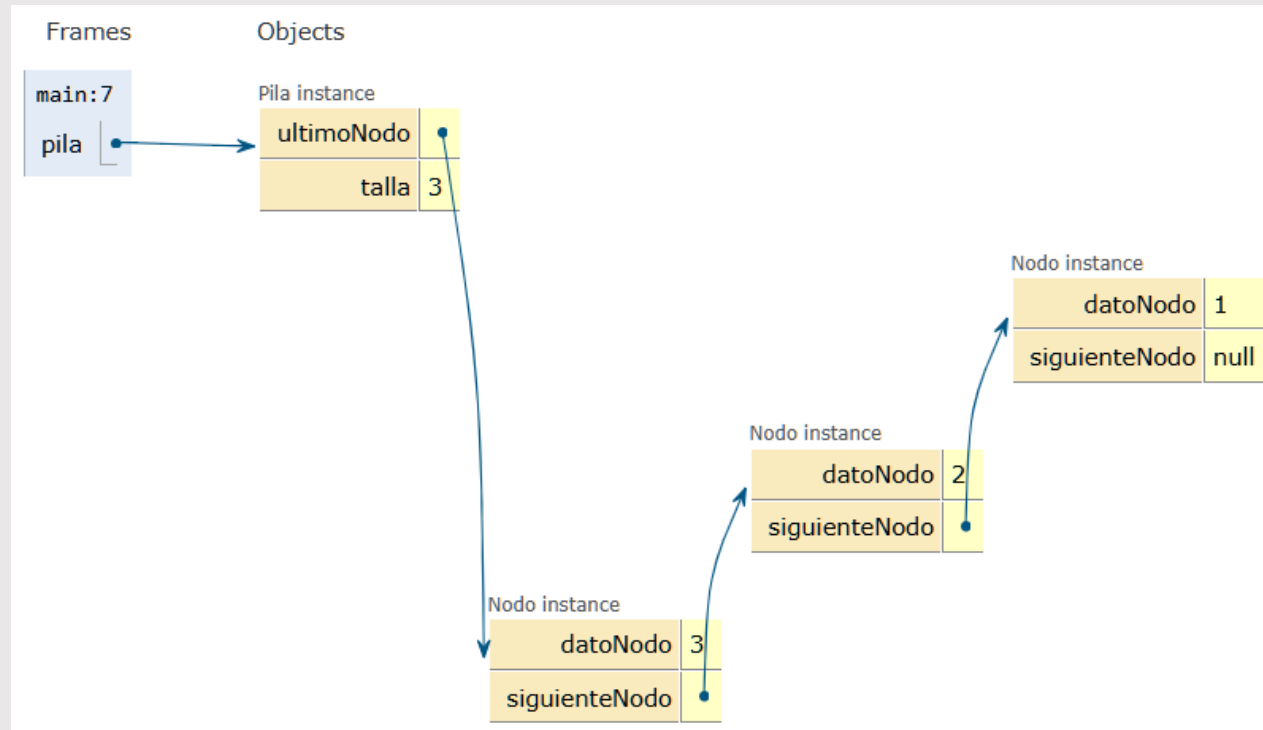 Frames Objects
main:7
pila
Pila instance
ultimoNodo
talla 3
Nodo instance
datoNodo 1
siguienteNodo null
Nodo instance
datoNodo 2
siguienteNodo
Nodo instance
datoNodo 3
siguienteNodo